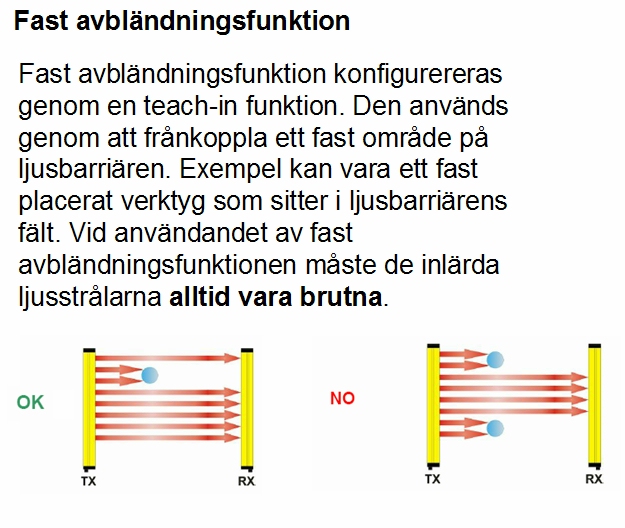 Fast avbländningsfunktion
Fast avbländningsfunktion konfigurereras
genom en teach-in funktion. Den används
genom att frånkoppla ett fast område på
ljusbarriären. Exempel kan vara ett fast
placerat verktyg som sitter i ljusbarriärens
fält. Vid användandet av fast
avbländningsfunktionen måste de inlärda
ljusstrålarna alltid vara brutna.
OK
NO
TX RX TX RX